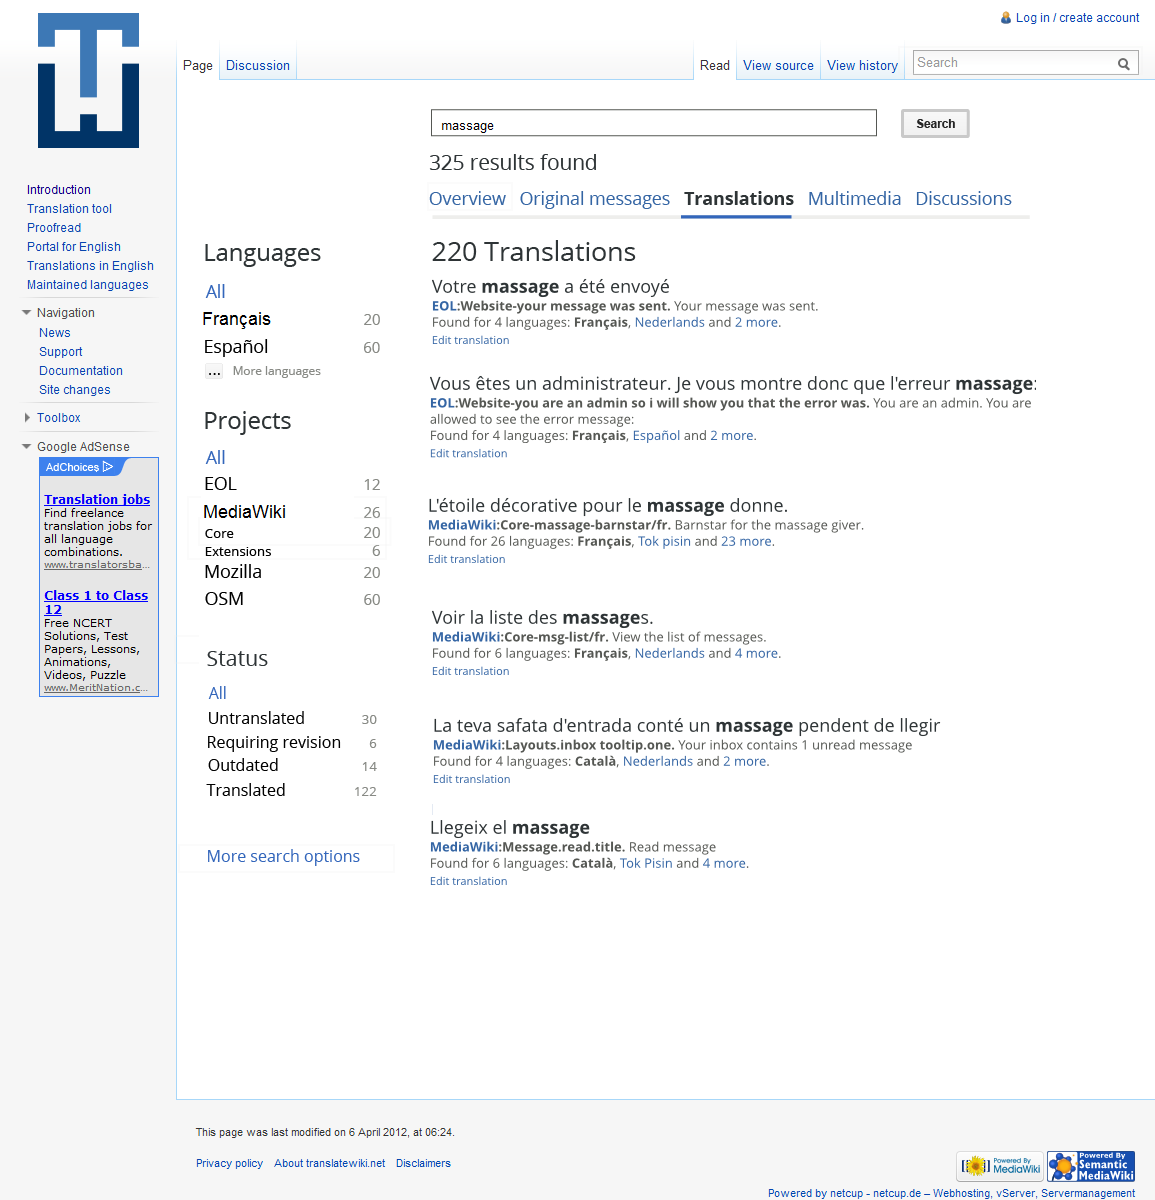 Log in / create account
Page
Discussion
Read
View source
View history
Search
Introduction
Translation tool
Proofread
Portal for English
Translations in English
Maintained languages
Navigation
News
Support
Documentation
Site changes
Toolbox
Google AdSense
AdChoices
Translation jobs
Find freelance
translation jobs for
all language
combinations.
www.translatorsba...
Class 1 to Class
12
Free NCERT
Solutions, Test
Papers, Lessons,
Animations,
Videos, Puzzle
www.MeritNation.c...
massage
Search
325 results found
Overview
Original messages
Translations
Multimedia
Discussions
Languages
All
Français 20
Español 60
... More languages
Projects
All
EOL 12
MediaWiki 26
Core 20
Extensions 6
Mozilla 20
OSM 60
Status
All
Untranslated 30
Requiring revision 6
Outdated 14
Translated 122
More search options
220 Translations
Votre massage a été envoyé
EOL:Website-your message was sent. Your message was sent.
Found for 4 languages: Français, Nederlands and 2 more.
Edit translation
Vous êtes un administrateur. Je vous montre donc que l'erreur massage:
EOL:Website-you are an admin so i will show you that the error was. You are an admin. You are
allowed to see the error message:
Found for 4 languages: Français, Español and 2 more.
Edit translation
L'étoile décorative pour le massage donne.
MediaWiki:Core-massage-barnstar/fr. Barnstar for the massage giver.
Found for 26 languages: Français, Tok pisin and 23 more.
Edit translation
Voir la liste des massages.
MediaWiki:Core-msg-list/fr. View the list of messages.
Found for 6 languages: Français, Nederlands and 4 more.
Edit translation
La teva safata d'entrada conté un massage pendent de llegir
MediaWiki:Layouts.inbox tooltip.one. Your inbox contains 1 unread message
Found for 4 languages: Català, Nederlands and 2 more.
Edit translation
Llegeix el massage
MediaWiki:Message.read.title. Read message
Found for 6 languages: Català, Tok Pisin and 4 more.
Edit translation
This page was last modified on 6 April 2012, at 06:24.
Privacy policy
About translatewiki.net
Disclaimers
Powered By
MediaWiki
Powered By
Semantic
MediaWiki
Powered by netcup - netcup.de – Webhosting, vServer, Servermanagement